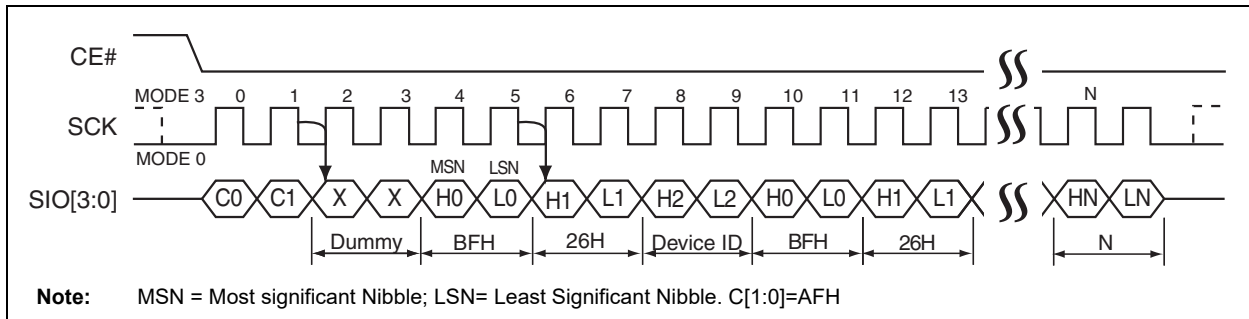 CE#
MODE 3 0 1 2 3 4 5 6 7 8 9 10 11 12 13 N
SCK
MODE 0
MSN LSN
SIO[3:0] C0 C1 X X H0 L0 H1 L1 H2 L2 H0 L0 H1 L1 HN LN
Dummy BFH 26H Device ID BFH 26H N
Note: MSN = Most significant Nibble; LSN= Least Significant Nibble. C[1:0]=AFH